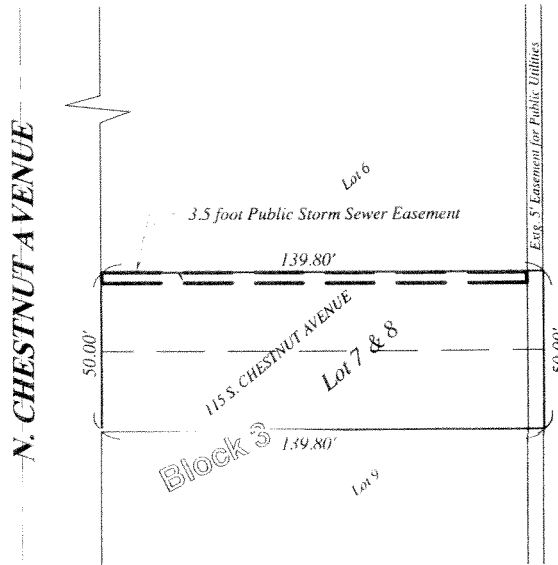 N. CHESTNUT AVENUE
Extg. 5' Easement for Public Utilities
Lot 6
3.5 foot Public Storm Sewer Easement
139.80'
50.00'
115 S. CHESTNUT AVENUE
Lot 7 & 8
50.00'
Block 3
139.80'
Lot 9